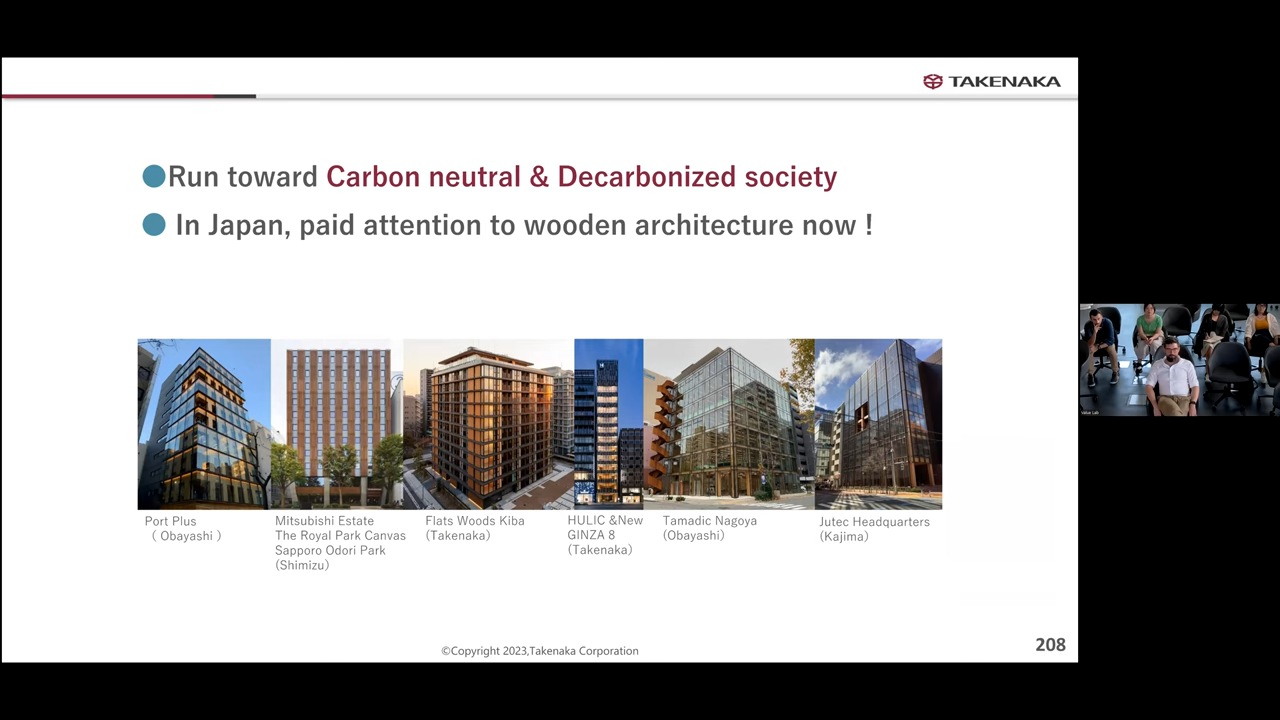 TAKENAKA
●Run toward Carbon neutral & Decarbonized society
● In Japan, paid attention to wooden architecture now !
Port Plus
( Obayashi )
Mitsubishi Estate
The Royal Park Canvas
Sapporo Odori Park
(Shimizu)
Flats Woods Kiba
(Takenaka)
HULIC &New
GINZA 8
(Takenaka)
Tamadic Nagoya
(Obayashi)
Jutec Headquarters
(Kajima)
©Copyright 2023,Takenaka Corporation
208
Value Lab